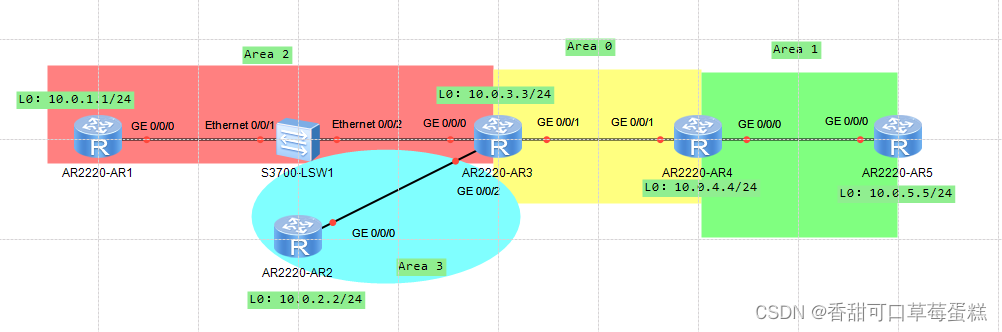 Area 2
Area 0
Area 1
L0: 10.0.1.1/24
L0: 10.0.3.3/24
GE 0/0/0
Ethernet 0/0/1
Ethernet 0/0/2
GE 0/0/0
GE 0/0/1
GE 0/0/1
GE 0/0/0
GE 0/0/0
R
R
R
R
AR2220-AR1
S3700-LSW1
AR2220-AR3
AR2220-AR4
AR2220-AR5
GE 0/0/2
L0: 10.0.4.4/24
L0: 10.0.5.5/24
R
GE 0/0/0
AR2220-AR2
Area 3
L0: 10.0.2.2/24
CSDN @香甜可口草莓蛋糕